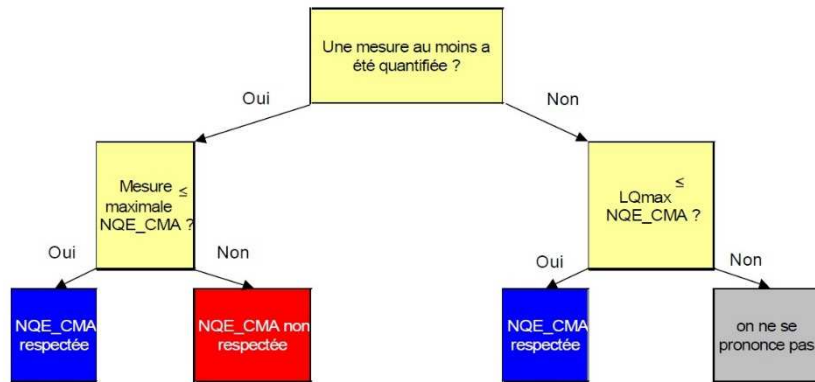 Une mesure au moins a
été quantifiée ?
Oui
Non
Mesure ≤
maximale
NQE_CMA ?
LQmax ≤
NQE_CMA ?
Oui
Non
Oui
Non
NQE_CMA
respectée
NQE_CMA non
respectée
NQE_CMA
respectée
on ne se
prononce pas